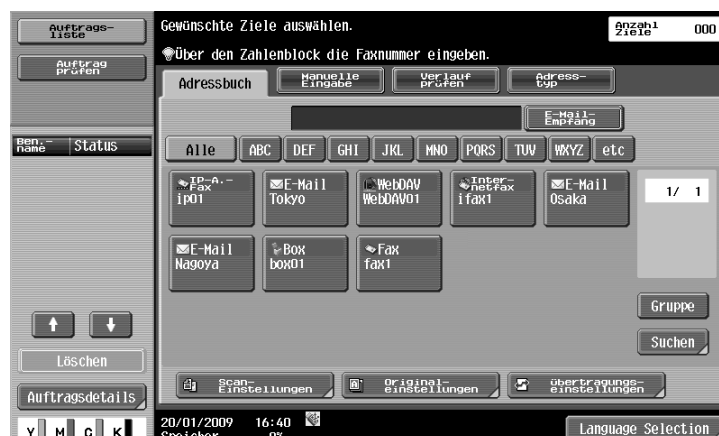 Auftrags-
liste
Auftrag
prüfen
Ben.-
name
Status
Löschen
Auftragsdetails
Y M C K
Gewünschte Ziele auswählen.
Anzahl
Ziele
000
Über den Zahlenblock die Faxnummer eingeben.
Adressbuch
Manuelle
Eingabe
Verlauf
prüfen
Adress-
typ
E-Mail-
Empfang
Alle ABC DEF GHI JKL MNO PQRS TUV WXYZ etc
IP-A.-
Fax
ip01
E-Mail
Tokyo
WebDAV
WebDAV01
Inter-
netfax
ifax1
E-Mail
Osaka
1/ 1
E-Mail
Nagoya
Box
box01
Fax
fax1
Gruppe
Suchen
Scan-
Einstellungen
Original-
einstellungen
übertragungs-
einstellungen
20/01/2009 16:40
Speicher 0%
Language Selection